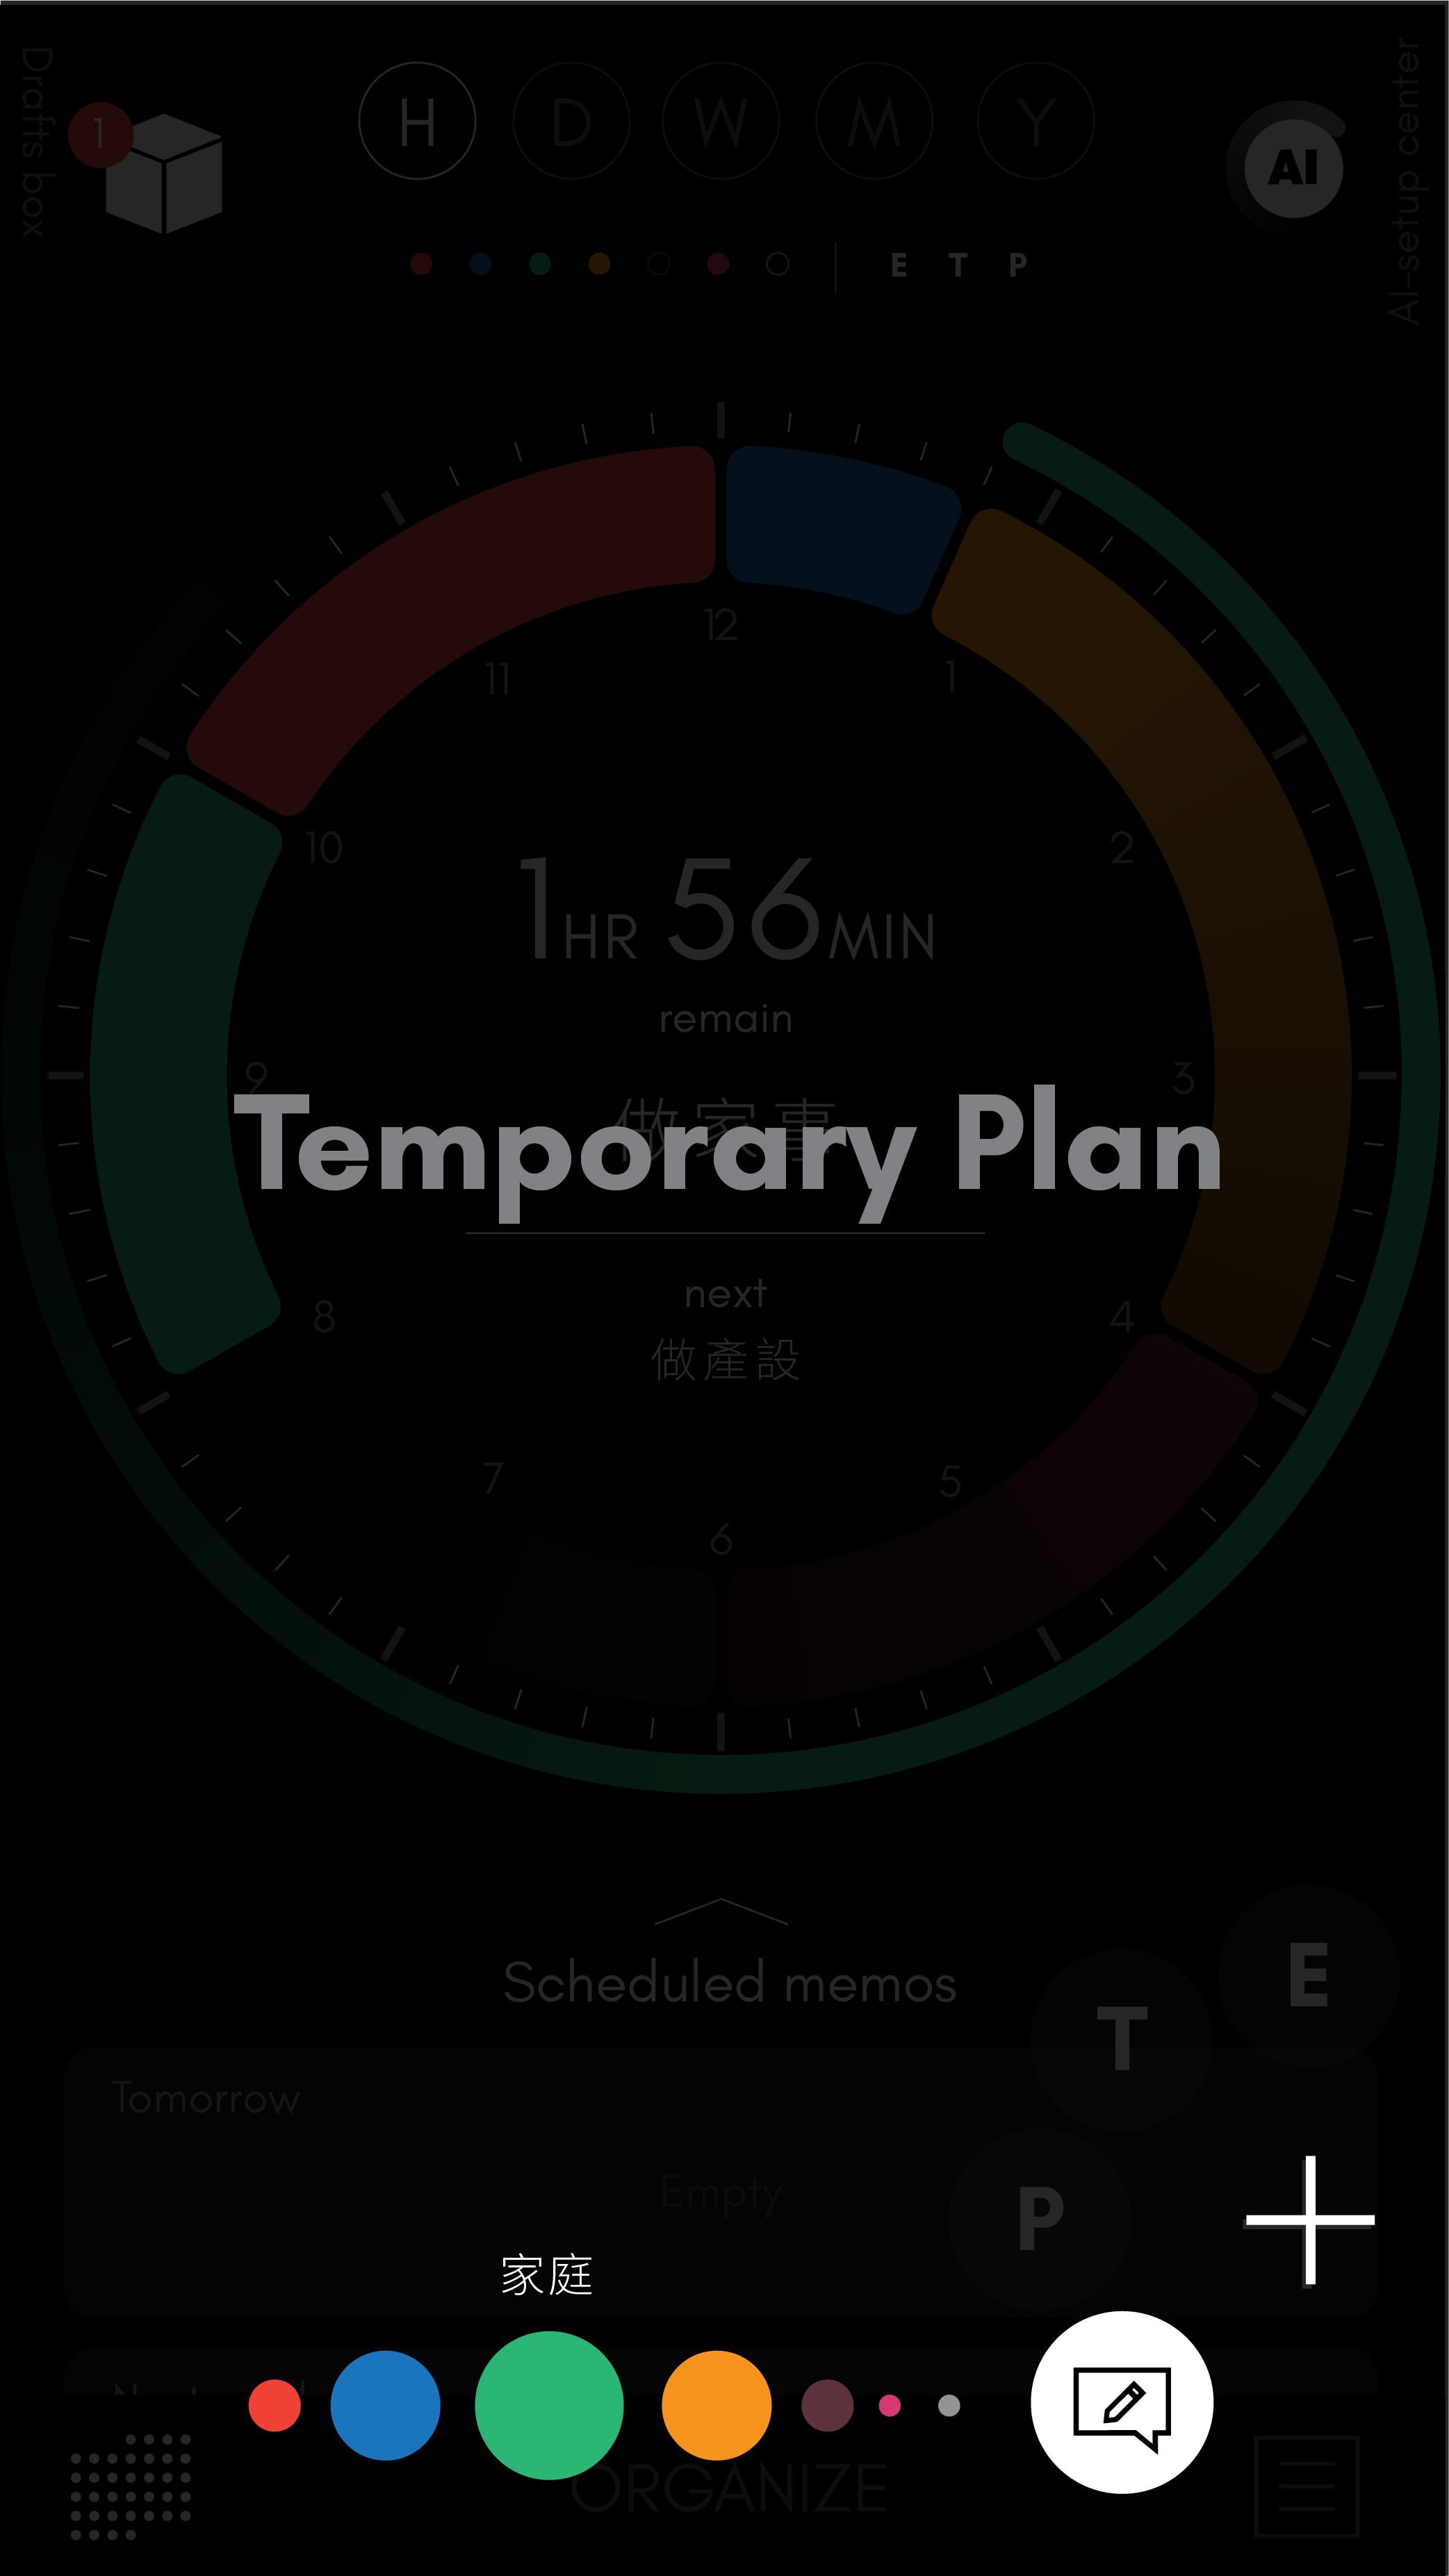 Drafts box
1
H D W M Y
AI
AI-setup center
E T P
12
11
1
10
2
1HR 56MIN
remain
9
3
做家事
Temporary Plan
next
做產設
8
4
7
5
6
Scheduled memos
E
T
Tomorrow
Empty
P
家庭
ORGANIZE